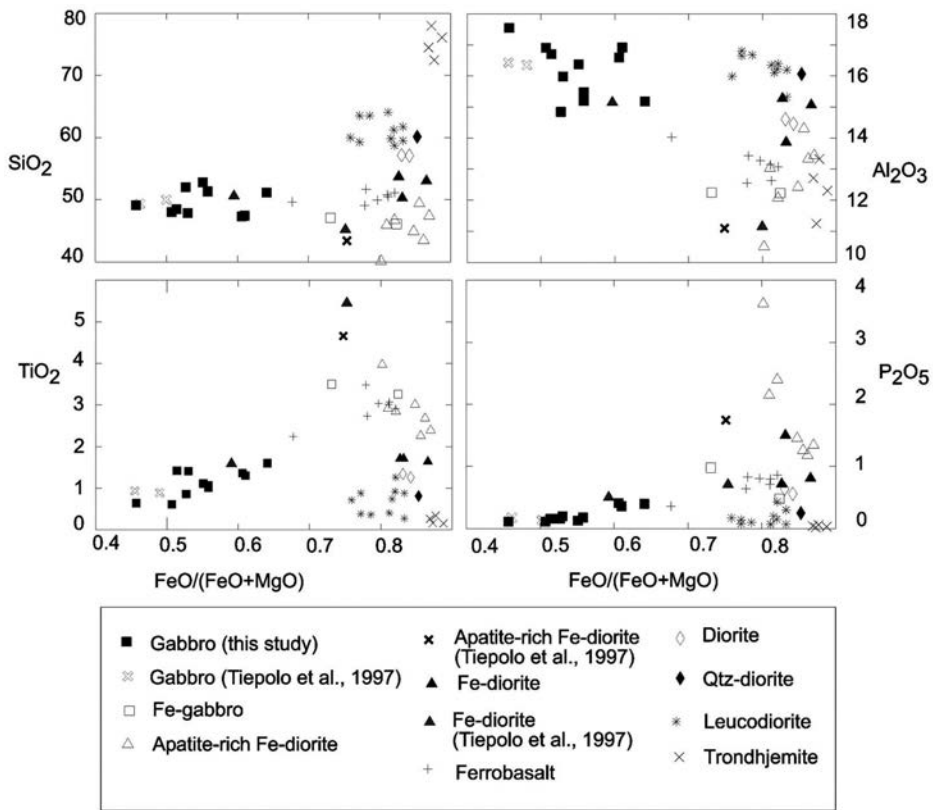 80
70
60
50
40
SiO2
18
16
14
12
10
Al2O3
5
4
3
2
1
0
TiO2
4
3
2
1
0
P2O5
0.4 0.5 0.6 0.7 0.8
FeO/(FeO+MgO)
0.4 0.5 0.6 0.7 0.8
FeO/(FeO+MgO)
Gabbro (this study)
Gabbro (Tiepolo et al., 1997)
Fe-gabbro
Apatite-rich Fe-diorite
Apatite-rich Fe-diorite
(Tiepolo et al., 1997)
Fe-diorite
Fe-diorite
(Tiepolo et al., 1997)
Ferrobasalt
Diorite
Qtz-diorite
Leucodiorite
Trondhjemite